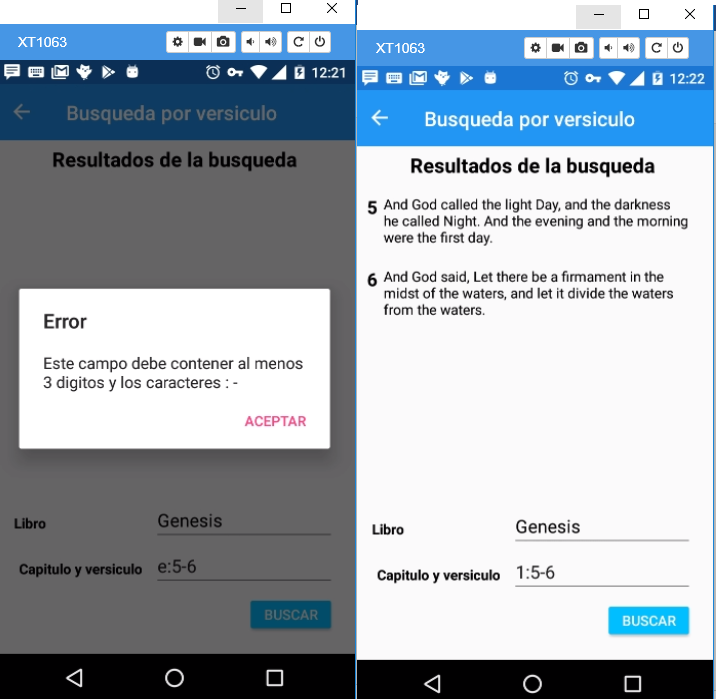 XT1063
12:21
Busqueda por versiculo
Resultados de la busqueda
Error
Este campo debe contener al menos
3 digitos y los caracteres : -
ACEPTAR
Libro
Genesis
Capitulo y versiculo
e:5-6
BUSCAR
XT1063
12:22
Busqueda por versiculo
Resultados de la busqueda
5 And God called the light Day, and the darkness
he called Night. And the evening and the morning
were the first day.
6 And God said, Let there be a firmament in the
midst of the waters, and let it divide the waters
from the waters.
Libro
Genesis
Capitulo y versiculo
1:5-6
BUSCAR